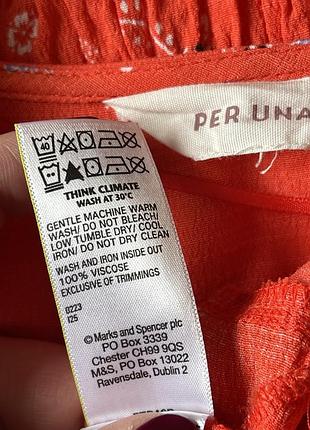 PER UNA
40
THINK CLIMATE
WASH AT 30°C
GENTLE MACHINE WARM
WASH/ DO NOT BLEACH/
LOW TUMBLE DRY/ COOL
IRON/ DO NOT DRY CLEAN
WASH AND IRON INSIDE OUT
100% VISCOSE
EXCLUSIVE OF TRIMMINGS
0223
I25
©Marks and Spencer plc
PO Box 3339
Chester CH99 9QS
M&S, PO Box 13022
Ravensdale, Dublin 2